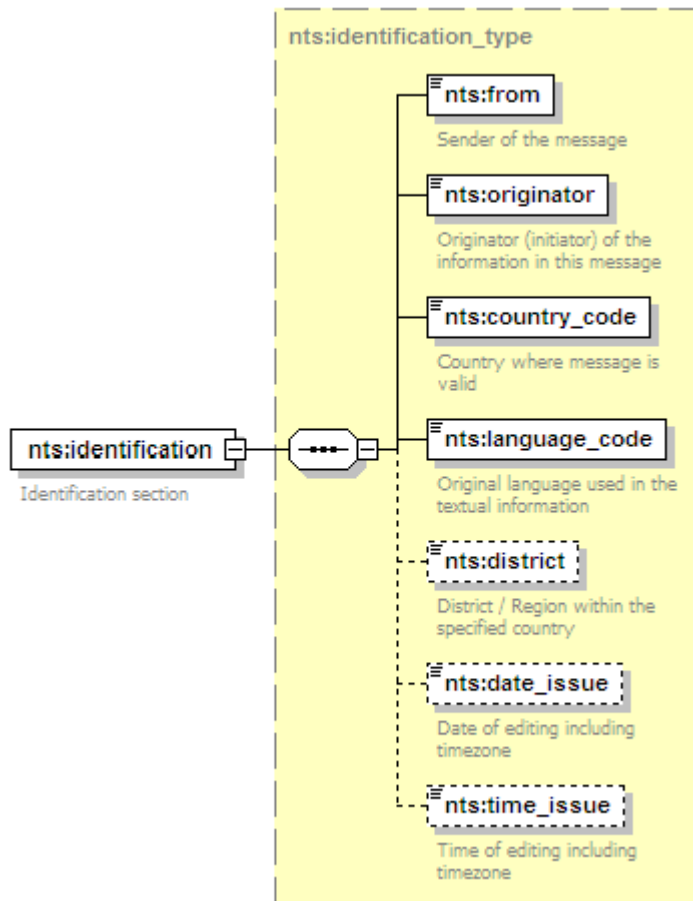 nts:identification_type
nts:from
Sender of the message
nts:originator
Originator (initiator) of the
information in this message
nts:country_code
Country where message is
valid
nts:identification
Identification section
nts:language_code
Original language used in the
textual information
nts:district
District / Region within the
specified country
nts:date_issue
Date of editing including
timezone
nts:time_issue
Time of editing including
timezone